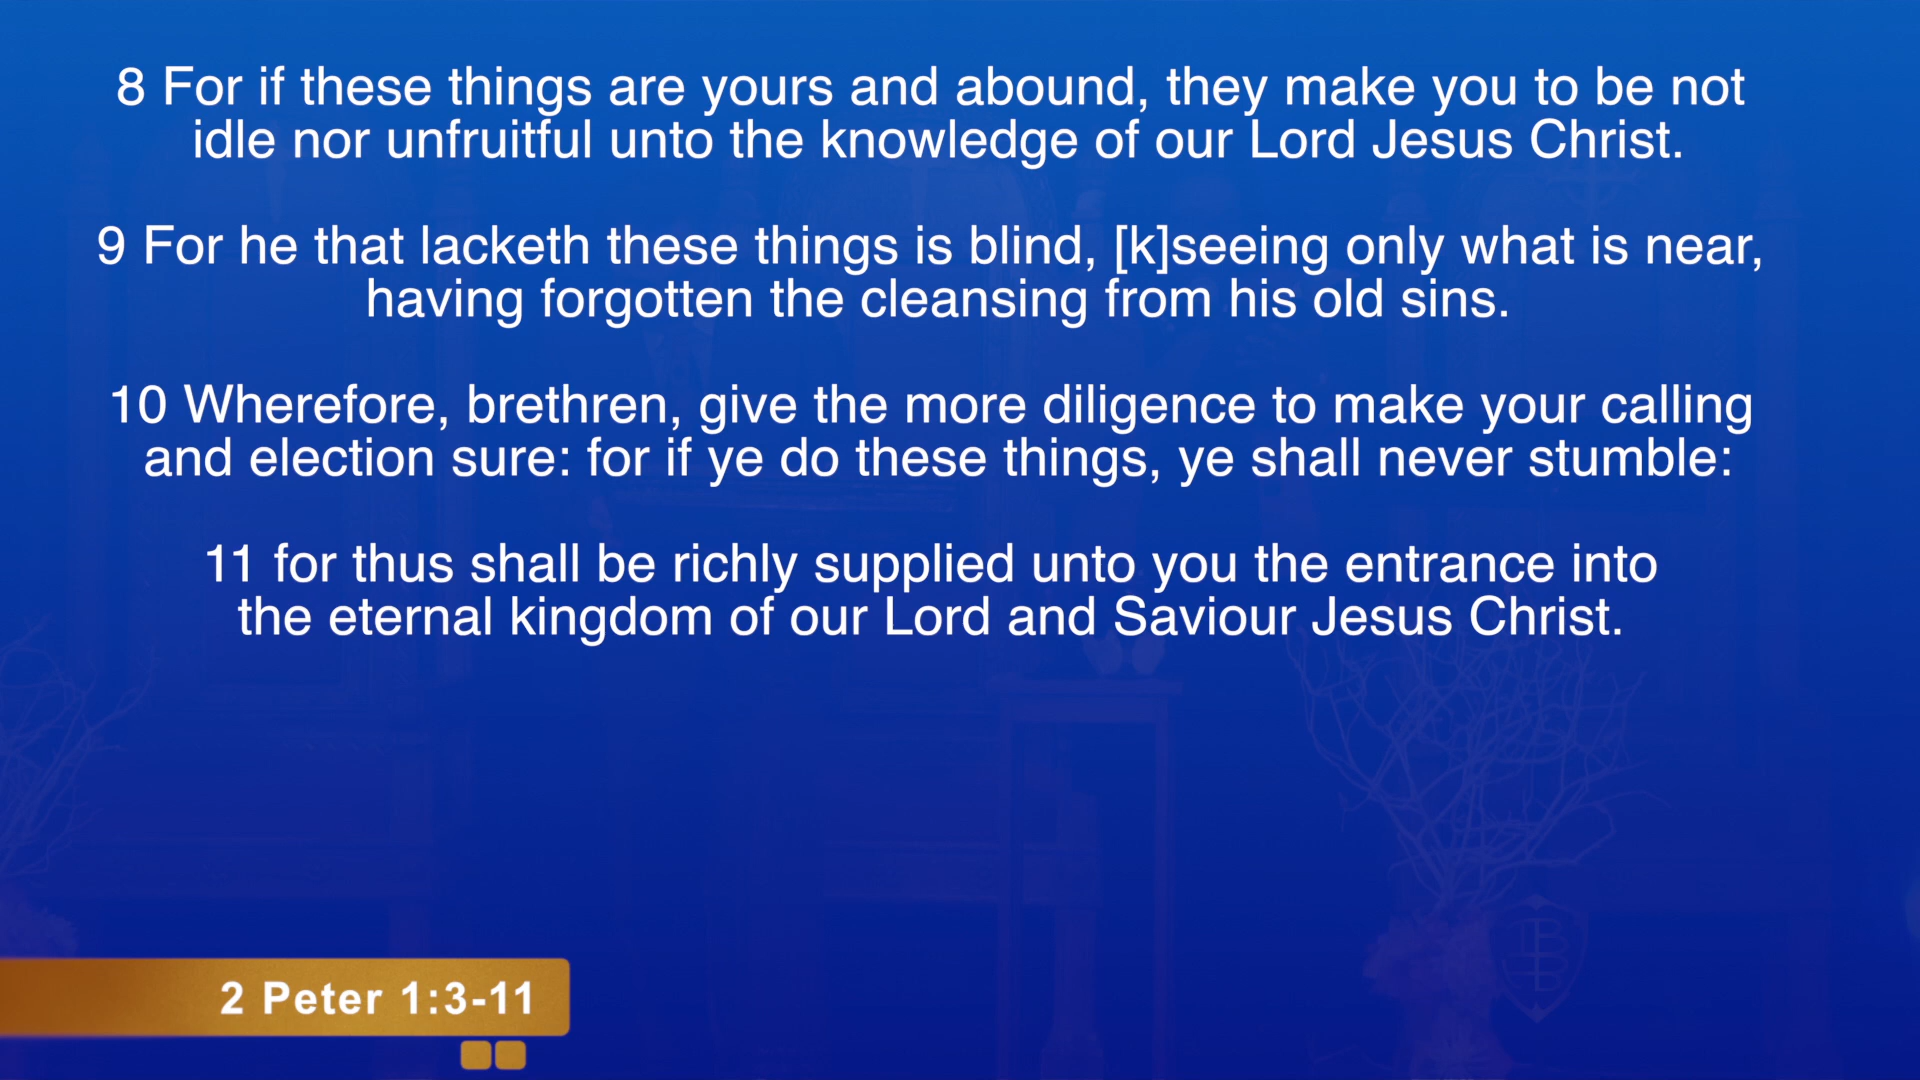 8 For if these things are yours and abound, they make you to be not
idle nor unfruitful unto the knowledge of our Lord Jesus Christ.
9 For he that lacketh these things is blind, [k]seeing only what is near,
having forgotten the cleansing from his old sins.
10 Wherefore, brethren, give the more diligence to make your calling
and election sure: for if ye do these things, ye shall never stumble:
11 for thus shall be richly supplied unto you the entrance into
the eternal kingdom of our Lord and Saviour Jesus Christ.
2 Peter 1:3-11